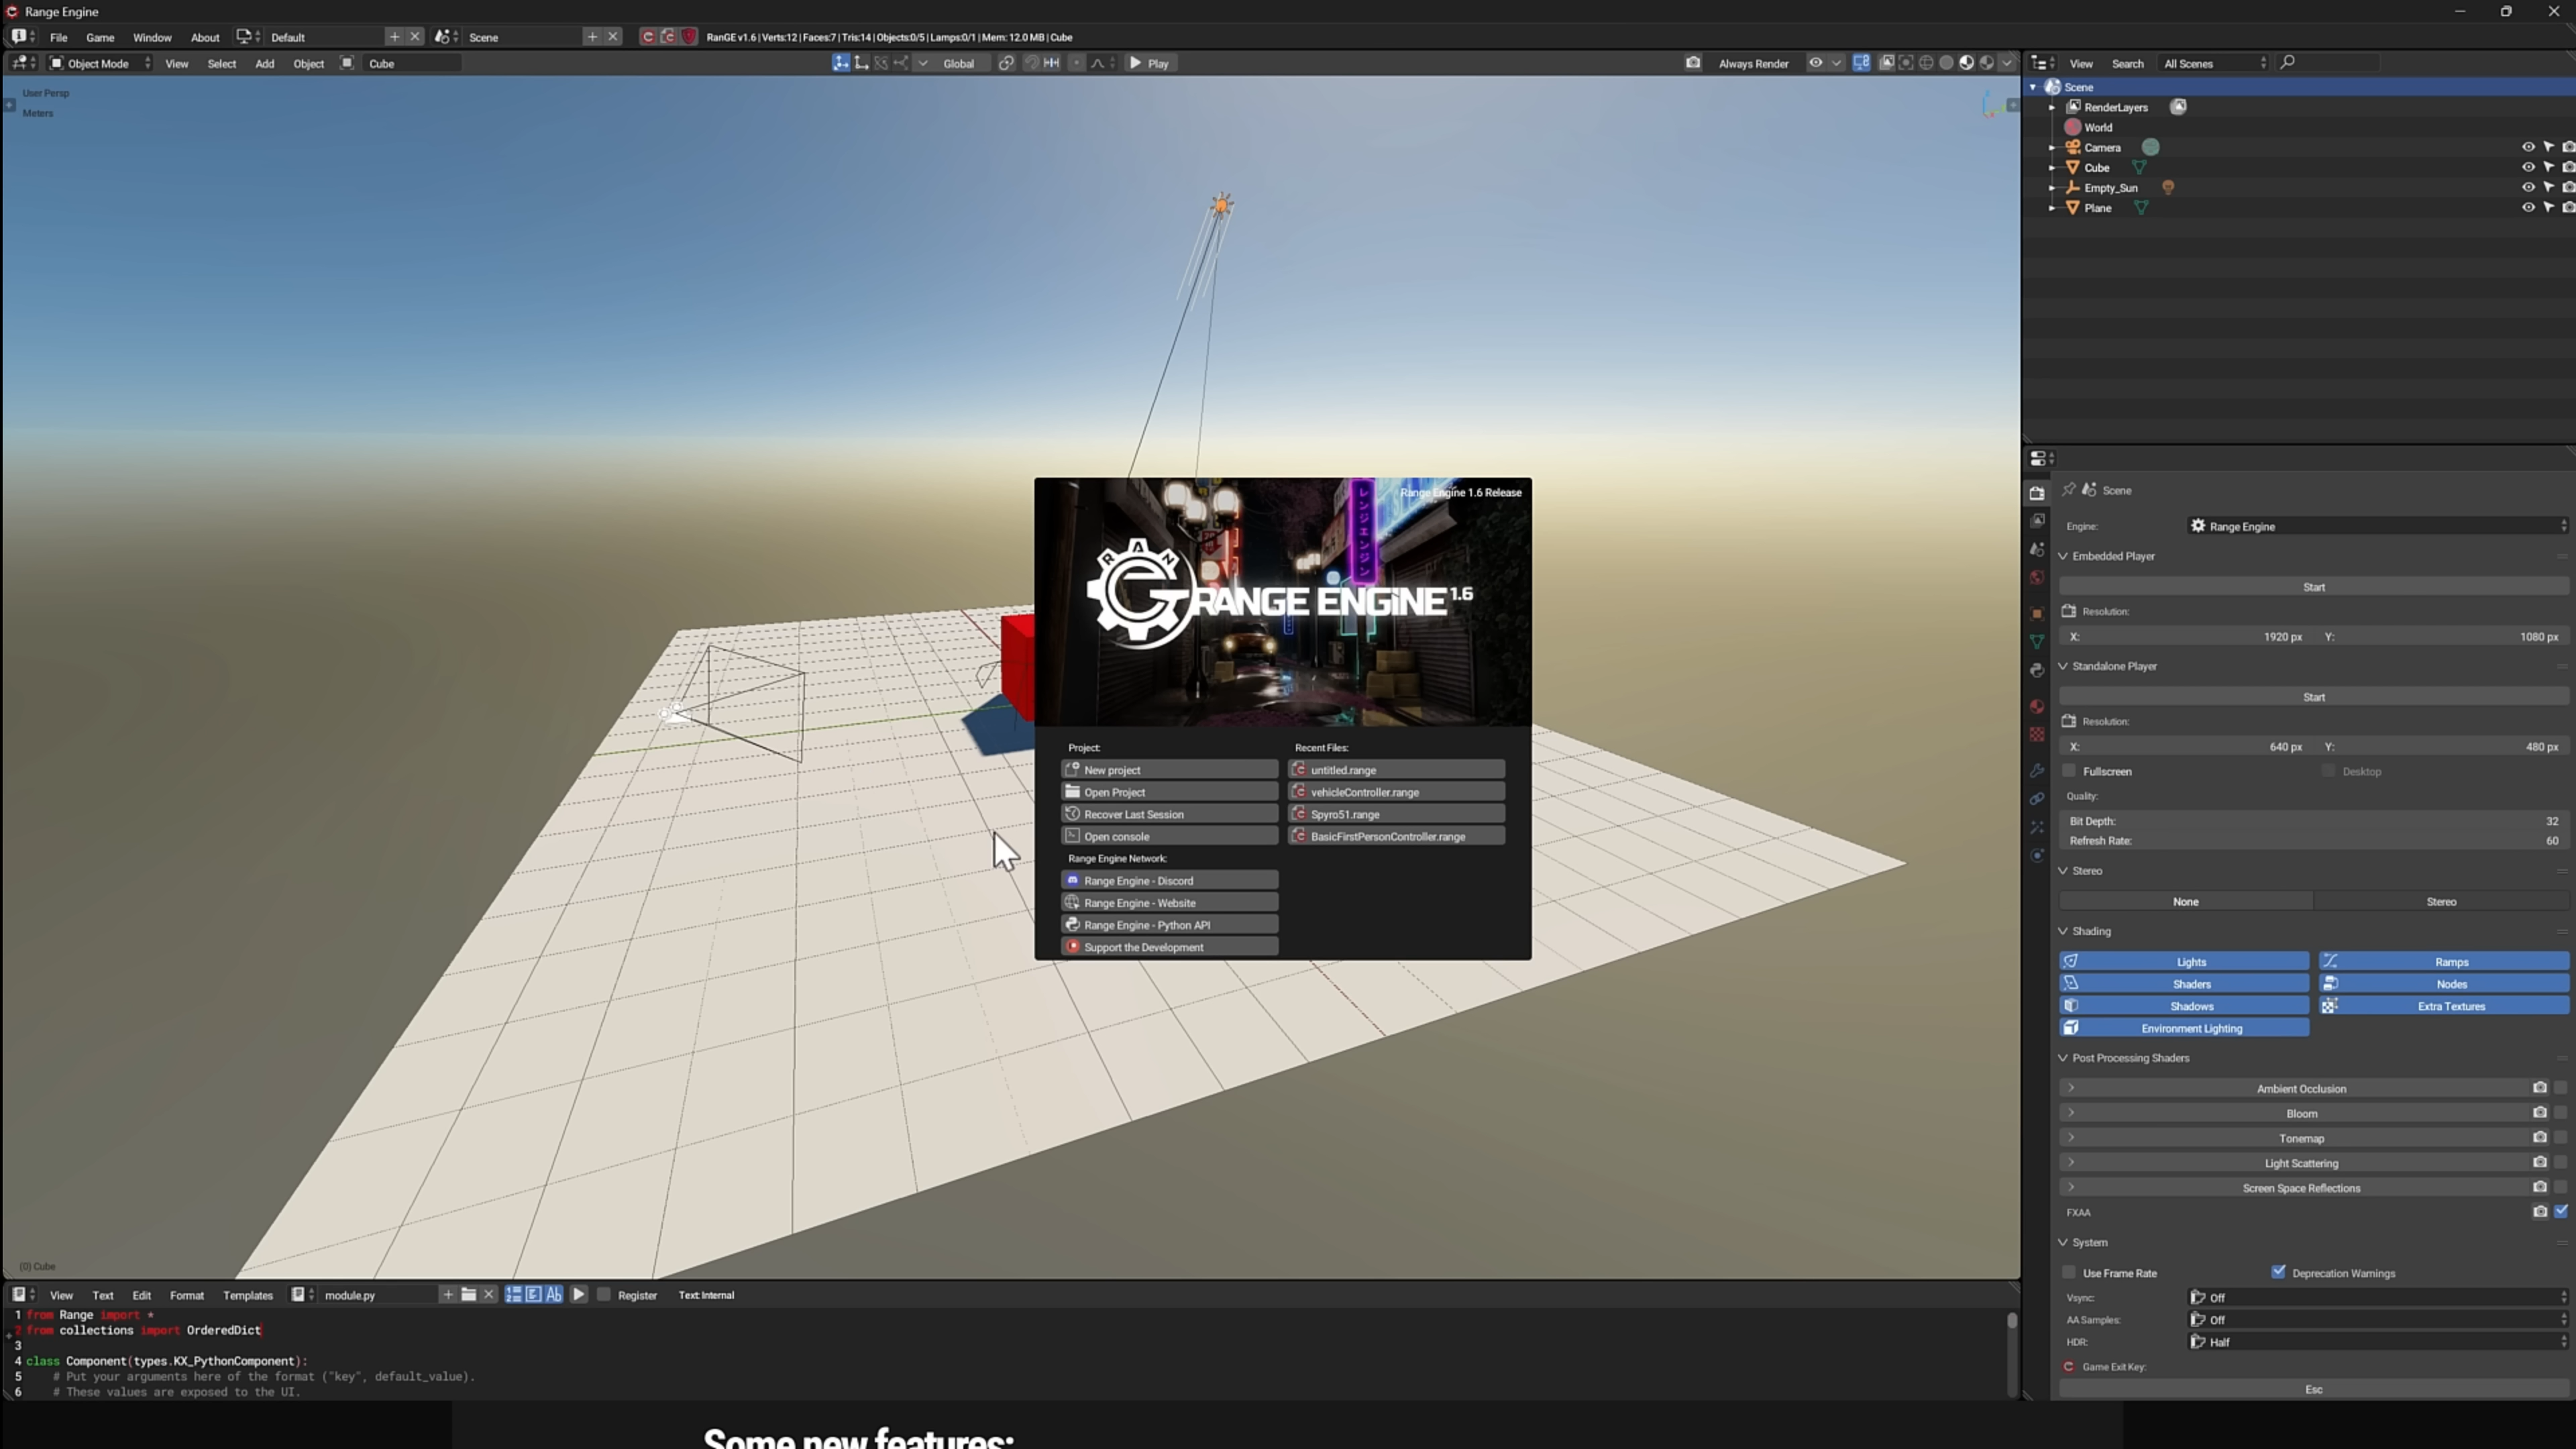 Range Engine
File Game Window About Default Scene RanGE v1.6 | Verts:12 | Faces:7 | Tris:14 | Objects:0/5 | Lamps:0/1 | Mem: 12.0 MB | Cube
Object Mode View Select Add Object Cube Global Play Always Render
User Persp
Meters
(0) Cube
View Search All Scenes
Scene
RenderLayers
World
Camera
Cube
Empty_Sun
Plane
Range Engine 1.6 Release
RAN
レンジエンジン
RANGE ENGINE 1.6
Project:
New project
Open Project
Recover Last Session
Open console
Range Engine Network:
Range Engine - Discord
Range Engine - Website
Range Engine - Python API
Support the Development
Recent Files:
untitled.range
vehicleController.range
Spyro51.range
BasicFirstPersonController.range
Scene
Engine: Range Engine
Embedded Player
Start
Resolution:
X: 1920 px Y: 1080 px
Standalone Player
Start
Resolution:
X: 640 px Y: 480 px
Fullscreen Desktop
Quality:
Bit Depth: 32
Refresh Rate: 60
Stereo
None Stereo
Shading
Lights Ramps
Shaders Nodes
Shadows Extra Textures
Environment Lighting
Post Processing Shaders
Ambient Occlusion
Bloom
Tonemap
Light Scattering
Screen Space Reflections
FXAA
System
Use Frame Rate Deprecation Warnings
Vsync: Off
AA Samples: Off
HDR: Half
Game Exit Key:
Esc
View Text Edit Format Templates module.py Register Text: Internal
1 from Range import *
2 from collections import OrderedDict
3
4 class Component(types.KX_PythonComponent):
5 # Put your arguments here of the format ("key", default_value).
6 # These values are exposed to the UI.
Some new features: